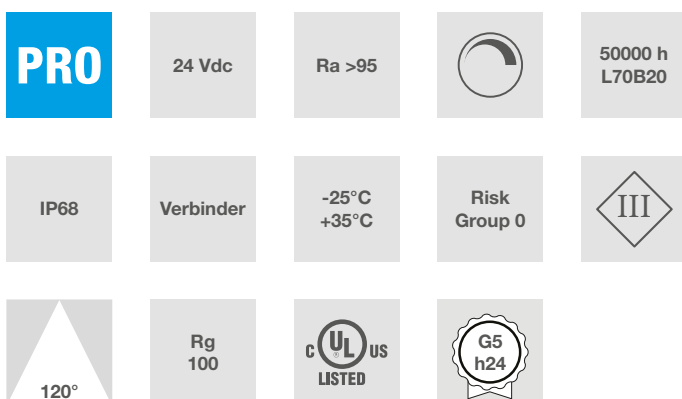 PRO
24 Vdc
Ra >95
50000 h
L70B20
IP68
Verbinder
-25°C
+35°C
Risk
Group 0
III
120°
Rg
100
C UL US
®
LISTED
G5
h24